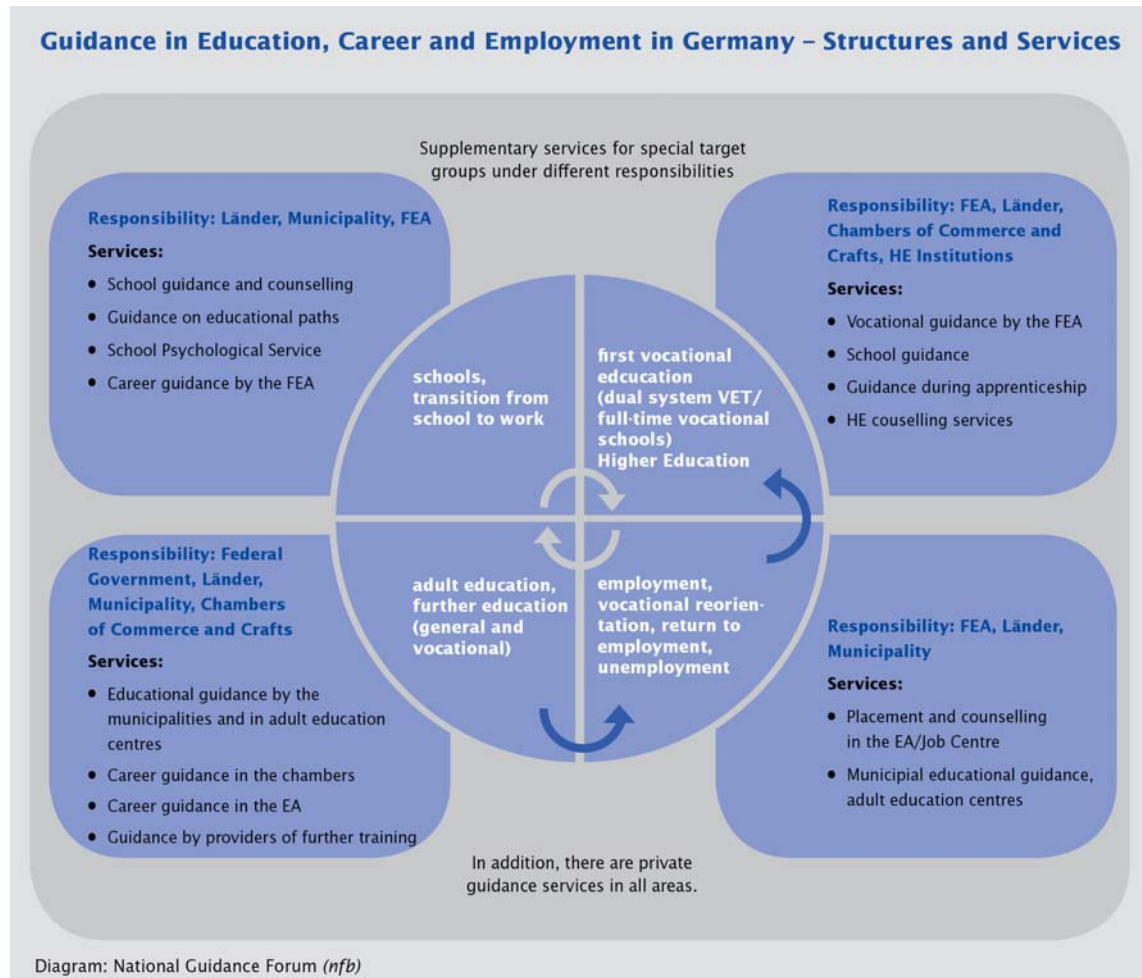 Guidance in Education, Career and Employment in Germany – Structures and Services
Supplementary services for special target
groups under different responsibilities
Responsibility: Länder, Municipality, FEA
Services:
• School guidance and counselling
• Guidance on educational paths
• School Psychological Service
• Career guidance by the FEA
Responsibility: FEA, Länder,
Chambers of Commerce and
Crafts, HE Institutions
Services:
• Vocational guidance by the FEA
• School guidance
• Guidance during apprenticeship
• HE couselling services
schools,
transition from
school to work
first vocational
edcucation
(dual system VET/
full-time vocational
schools)
Higher Education
adult education,
further education
(general and
vocational)
employment,
vocational reorien-
tation, return to
employment,
unemployment
Responsibility: Federal
Government, Länder,
Municipality, Chambers
of Commerce and Crafts
Services:
• Educational guidance by the
municipalities and in adult education
centres
• Career guidance in the chambers
• Career guidance in the EA
• Guidance by providers of further training
Responsibility: FEA, Länder,
Municipality
Services:
• Placement and counselling
in the EA/Job Centre
• Municipial educational guidance,
adult education centres
In addition, there are private
guidance services in all areas.
Diagram: National Guidance Forum (nfb)